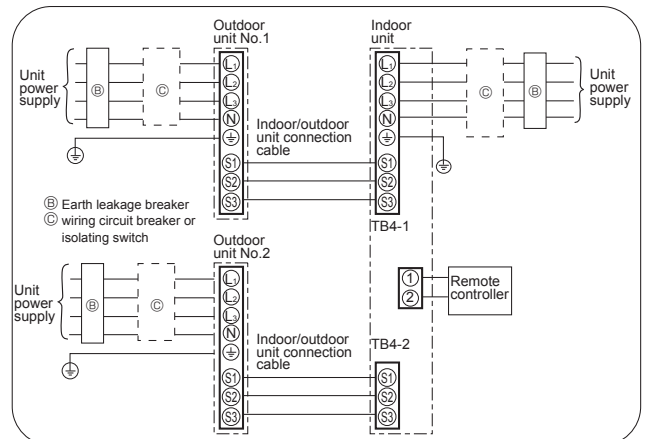 Outdoor
unit No.1
Unit
power
supply
Ⓑ
Ⓒ
L1
L2
L3
N
S1
S2
S3
Indoor/outdoor
unit connection
cable
Indoor
unit
L1
L2
L3
N
S1
S2
S3
Ⓒ
Ⓑ
Unit
power
supply
TB4-1
Ⓑ Earth leakage breaker
Ⓒ wiring circuit breaker or
isolating switch
Outdoor
unit No.2
Unit
power
supply
Ⓑ
Ⓒ
L1
L2
L3
N
S1
S2
S3
Indoor/outdoor
unit connection
cable
1
2
Remote
controller
TB4-2
S1
S2
S3